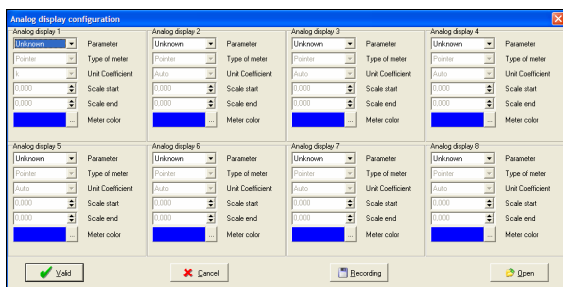 Analog display configuration
Analog display 1 Analog display 2 Analog display 3 Analog display 4
Unknown Parameter Unknown Parameter Unknown Parameter Unknown Parameter
Pointer Type of meter Pointer Type of meter Pointer Type of meter Pointer Type of meter
k Unit Coefficient Auto Unit Coefficient Auto Unit Coefficient Auto Unit Coefficient
0,000 Scale start 0,000 Scale start 0,000 Scale start 0,000 Scale start
0,000 Scale end 0,000 Scale end 0,000 Scale end 0,000 Scale end
... Meter color ... Meter color ... Meter color ... Meter color
Analog display 5 Analog display 6 Analog display 7 Analog display 8
Unknown Parameter Unknown Parameter Unknown Parameter Unknown Parameter
Pointer Type of meter Pointer Type of meter Pointer Type of meter Pointer Type of meter
Auto Unit Coefficient Auto Unit Coefficient Auto Unit Coefficient Auto Unit Coefficient
0,000 Scale start 0,000 Scale start 0,000 Scale start 0,000 Scale start
0,000 Scale end 0,000 Scale end 0,000 Scale end 0,000 Scale end
... Meter color ... Meter color ... Meter color ... Meter color
Valid Cancel Recording Open